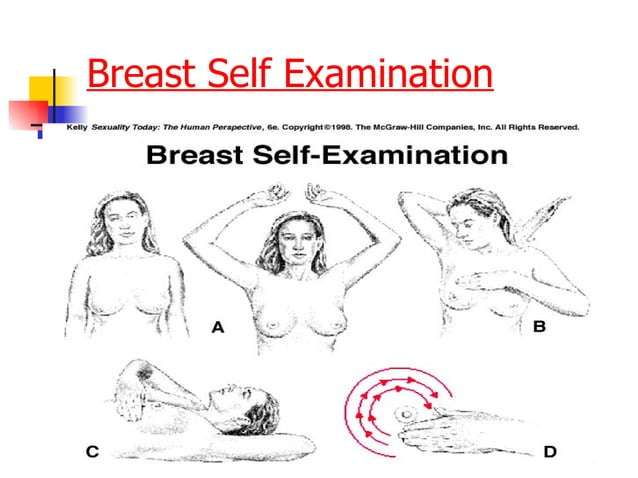 Breast Self Examination
Kelly Sexuality Today: The Human Perspective, 6e. Copyright©1998. The McGraw-Hill Companies, Inc. All Rights Reserved.
Breast Self-Examination
A
B
C
D